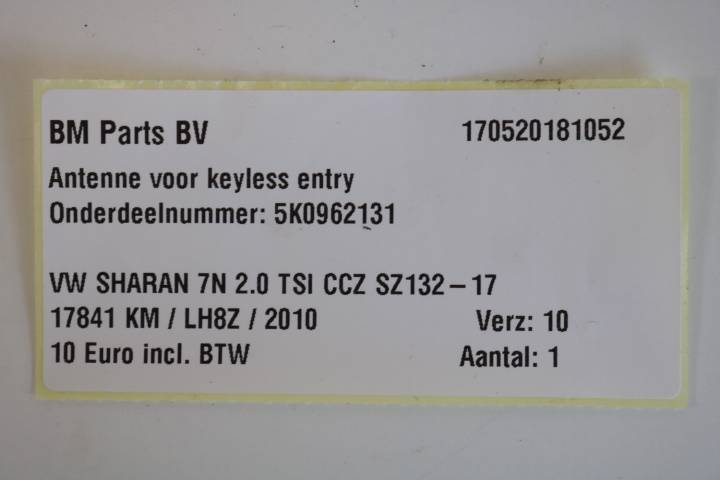 BM Parts BV 170520181052
Antenne voor keyless entry
Onderdeelnummer: 5K0962131
VW SHARAN 7N 2.0 TSI CCZ SZ132-17
17841 KM / LH8Z / 2010 Verz: 10
10 Euro incl. BTW Aantal: 1